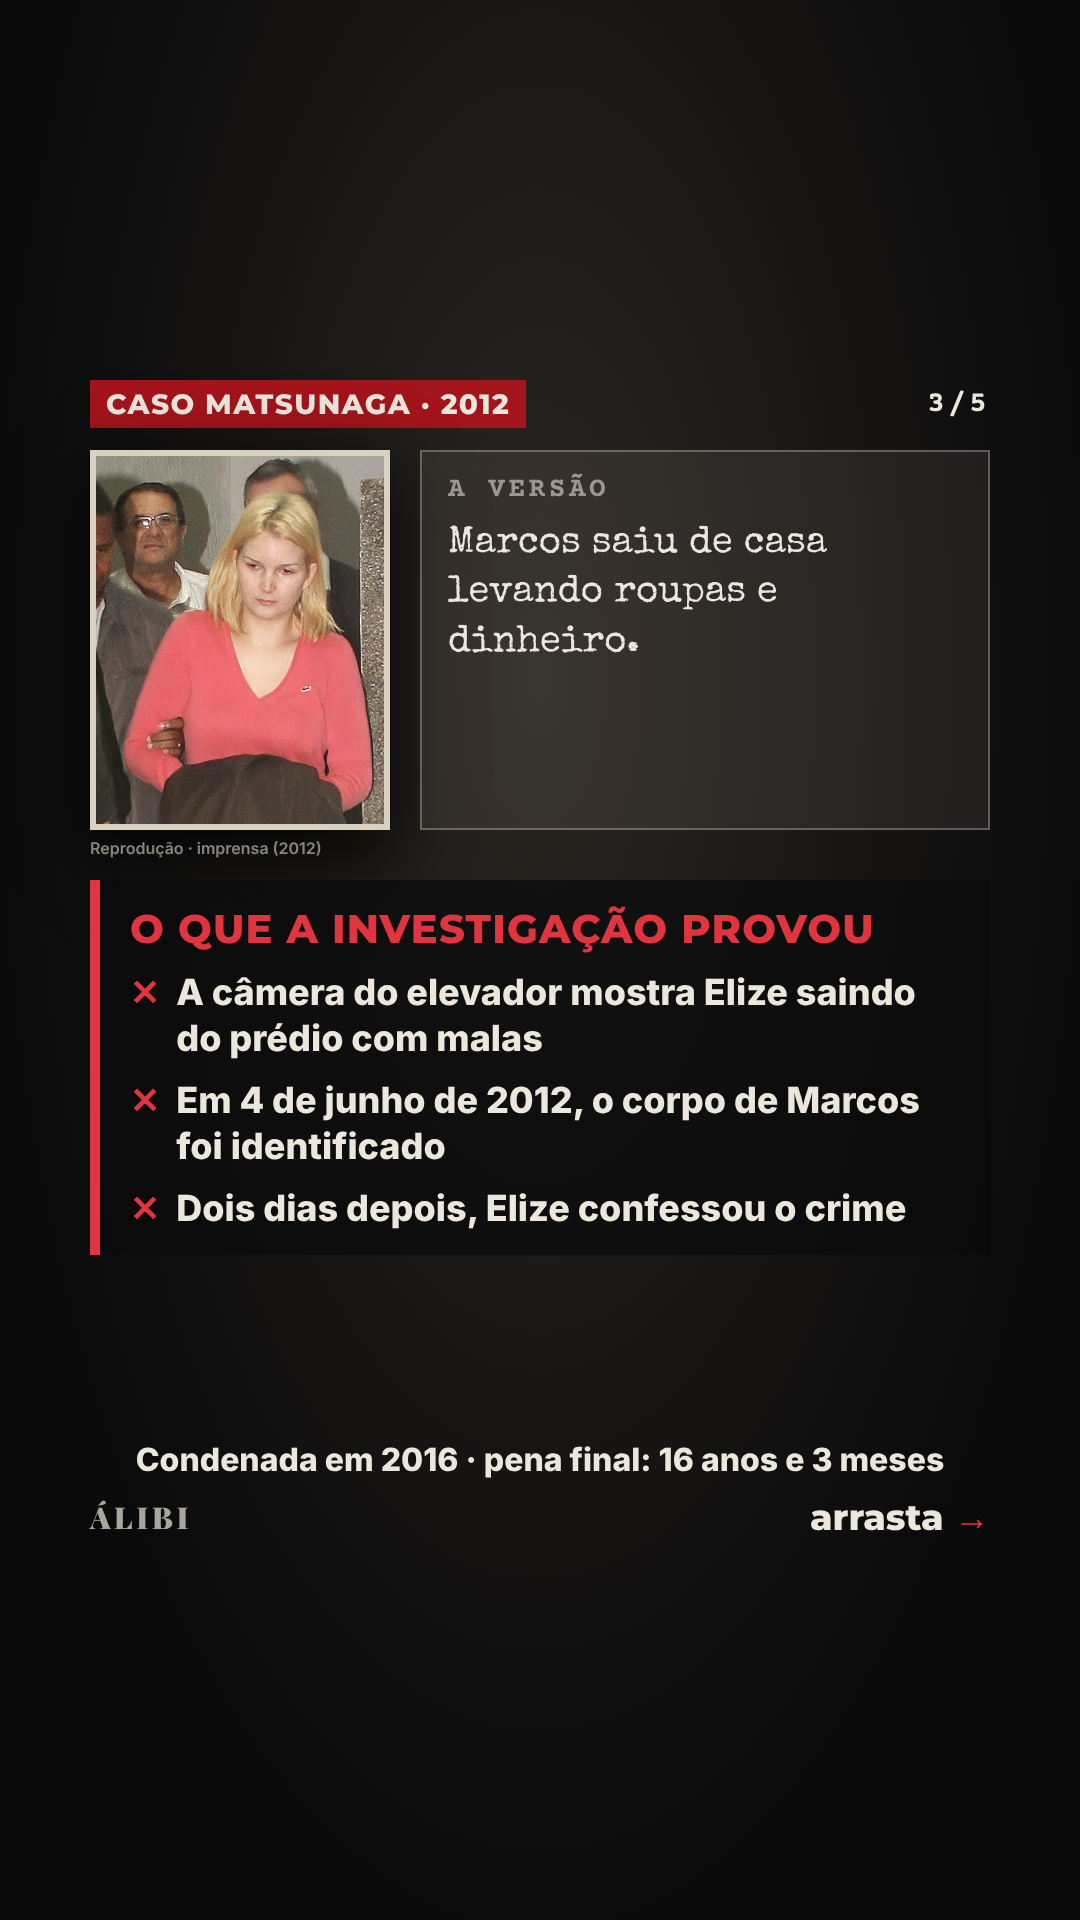 CASO MATSUNAGA · 2012
3 / 5
A VERSÃO
Marcos saiu de casa
levando roupas e
dinheiro.
Reprodução · imprensa (2012)
O QUE A INVESTIGAÇÃO PROVOU
✕ A câmera do elevador mostra Elize saindo
do prédio com malas
✕ Em 4 de junho de 2012, o corpo de Marcos
foi identificado
✕ Dois dias depois, Elize confessou o crime
Condenada em 2016 · pena final: 16 anos e 3 meses
ÁLIBI
arrasta →